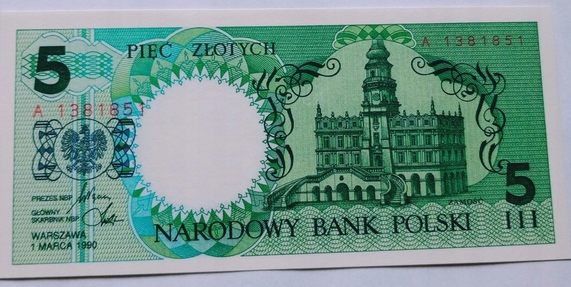 5
PIĘĆ ZŁOTYCH
A 1381851
A 1381851
PREZES NBP
GŁÓWNY
SKARBNIK NBP
WARSZAWA
1 MARCA 1990
ZAMOŚĆ
5
NARODOWY BANK POLSKI